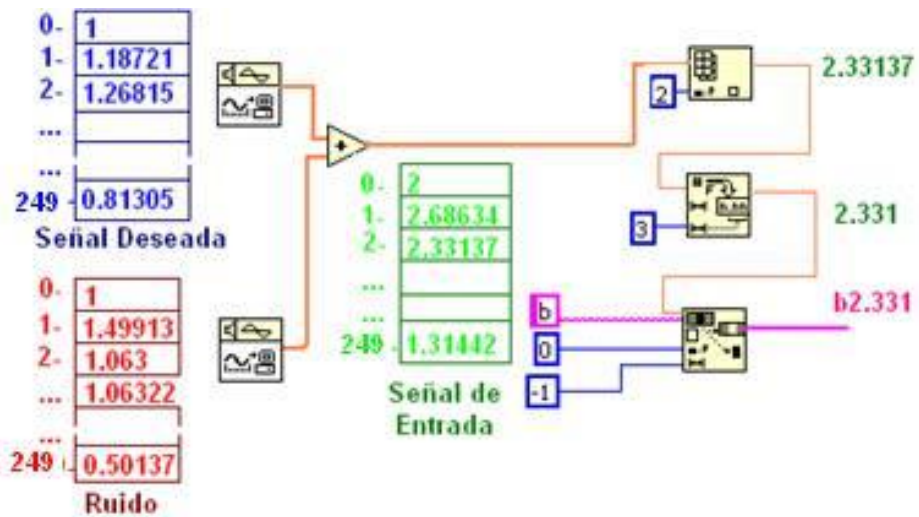 0- 1
1- 1.18721
2- 1.26815
...
...
249 - 0.81305
Señal Deseada
0- 1
1- 1.49913
2- 1.063
... 1.06322
...
249 - 0.50137
Ruido
+
0- 2
1- 2.68634
2- 2.33137
...
...
249 - 1.31442
Señal de
Entrada
2
2.33137
3
2.331
b
0
-1
b2.331